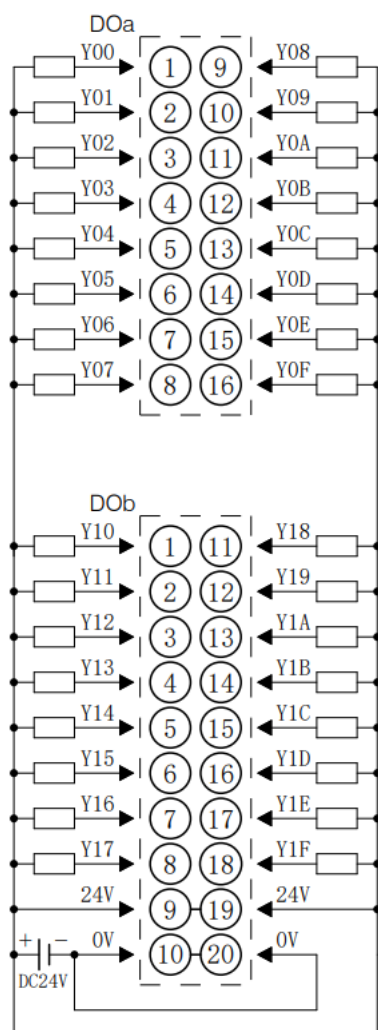 DOa
Y00 1 9 Y08
Y01 2 10 Y09
Y02 3 11 Y0A
Y03 4 12 Y0B
Y04 5 13 Y0C
Y05 6 14 Y0D
Y06 7 15 Y0E
Y07 8 16 Y0F
DOb
Y10 1 11 Y18
Y11 2 12 Y19
Y12 3 13 Y1A
Y13 4 14 Y1B
Y14 5 15 Y1C
Y15 6 16 Y1D
Y16 7 17 Y1E
Y17 8 18 Y1F
24V 9 19 24V
+ − 0V 10 20 0V
DC24V